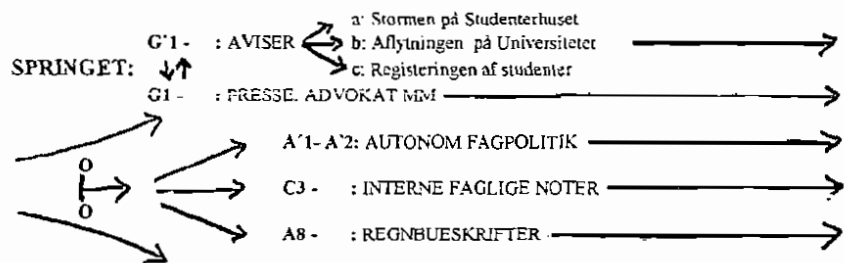 a: Stormen på Studenterhuset
G'1 - : AVISER b: Aflytningen på Universitetet
SPRINGET: c: Registeringen af studenter
G1 - : PRESSE. ADVOKAT MM
A'1- A'2: AUTONOM FAGPOLITIK
O
C3 - : INTERNE FAGLIGE NOTER
O
A8 - : REGNBUESKRIFTER